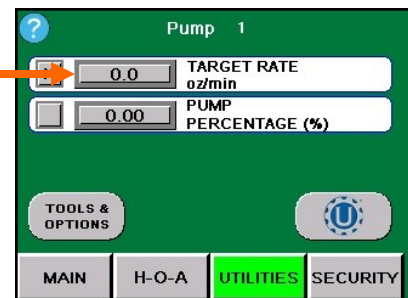 ?
Pump 1
0.0
TARGET RATE
oz/min
0.00
PUMP
PERCENTAGE (%)
TOOLS &
OPTIONS
U
MAIN H-O-A UTILITIES SECURITY